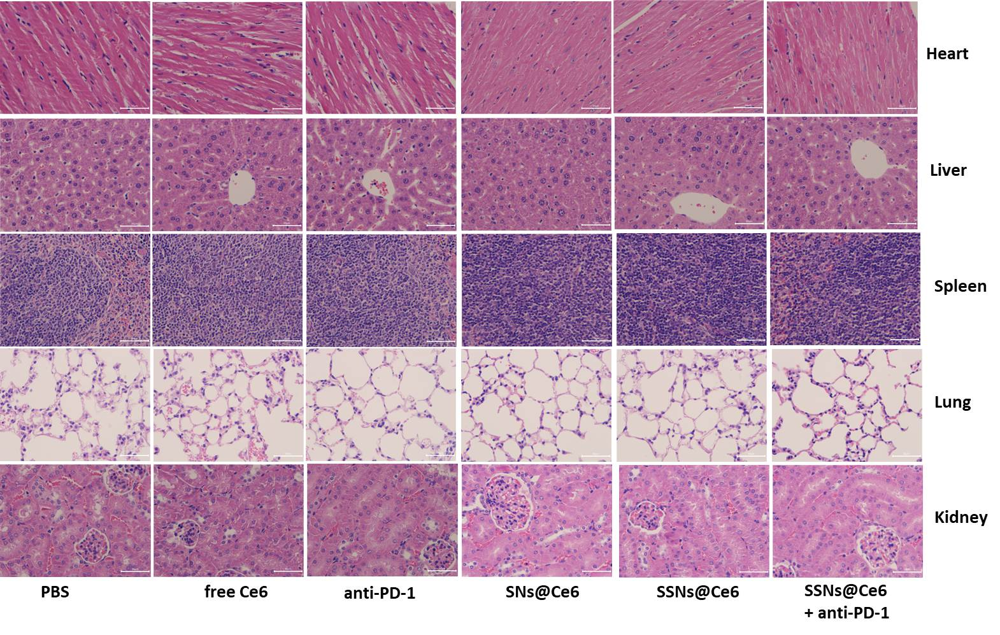 Heart
Liver
Spleen
Lung
Kidney
PBS
free Ce6
anti-PD-1
SNs@Ce6
SSNs@Ce6
SSNs@Ce6
+ anti-PD-1